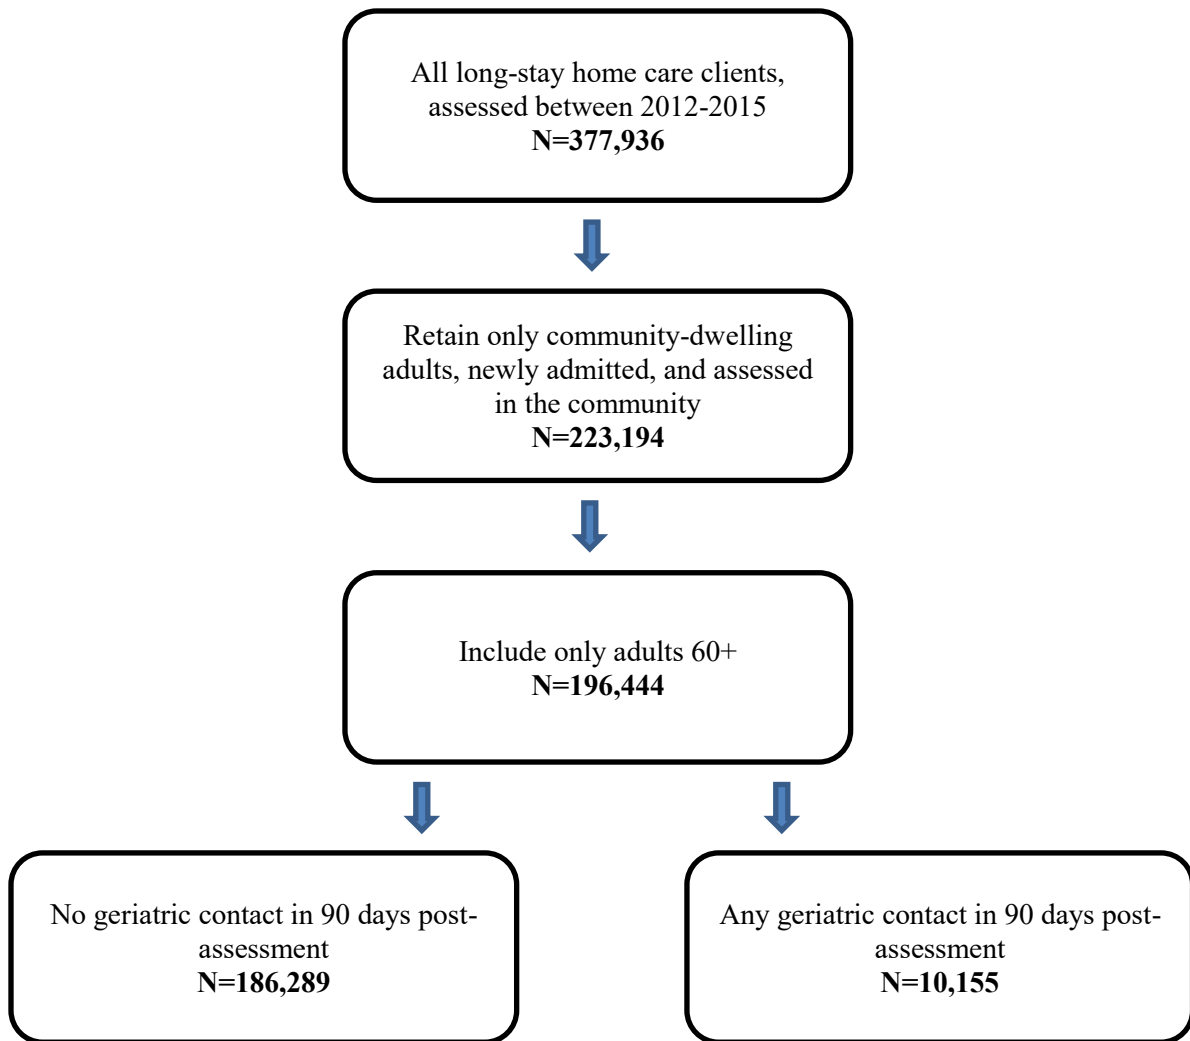 All long-stay home care clients,
assessed between 2012-2015
N=377,936
Retain only community-dwelling
adults, newly admitted, and assessed
in the community
N=223,194
Include only adults 60+
N=196,444
No geriatric contact in 90 days post-
assessment
N=186,289
Any geriatric contact in 90 days post-
assessment
N=10,155